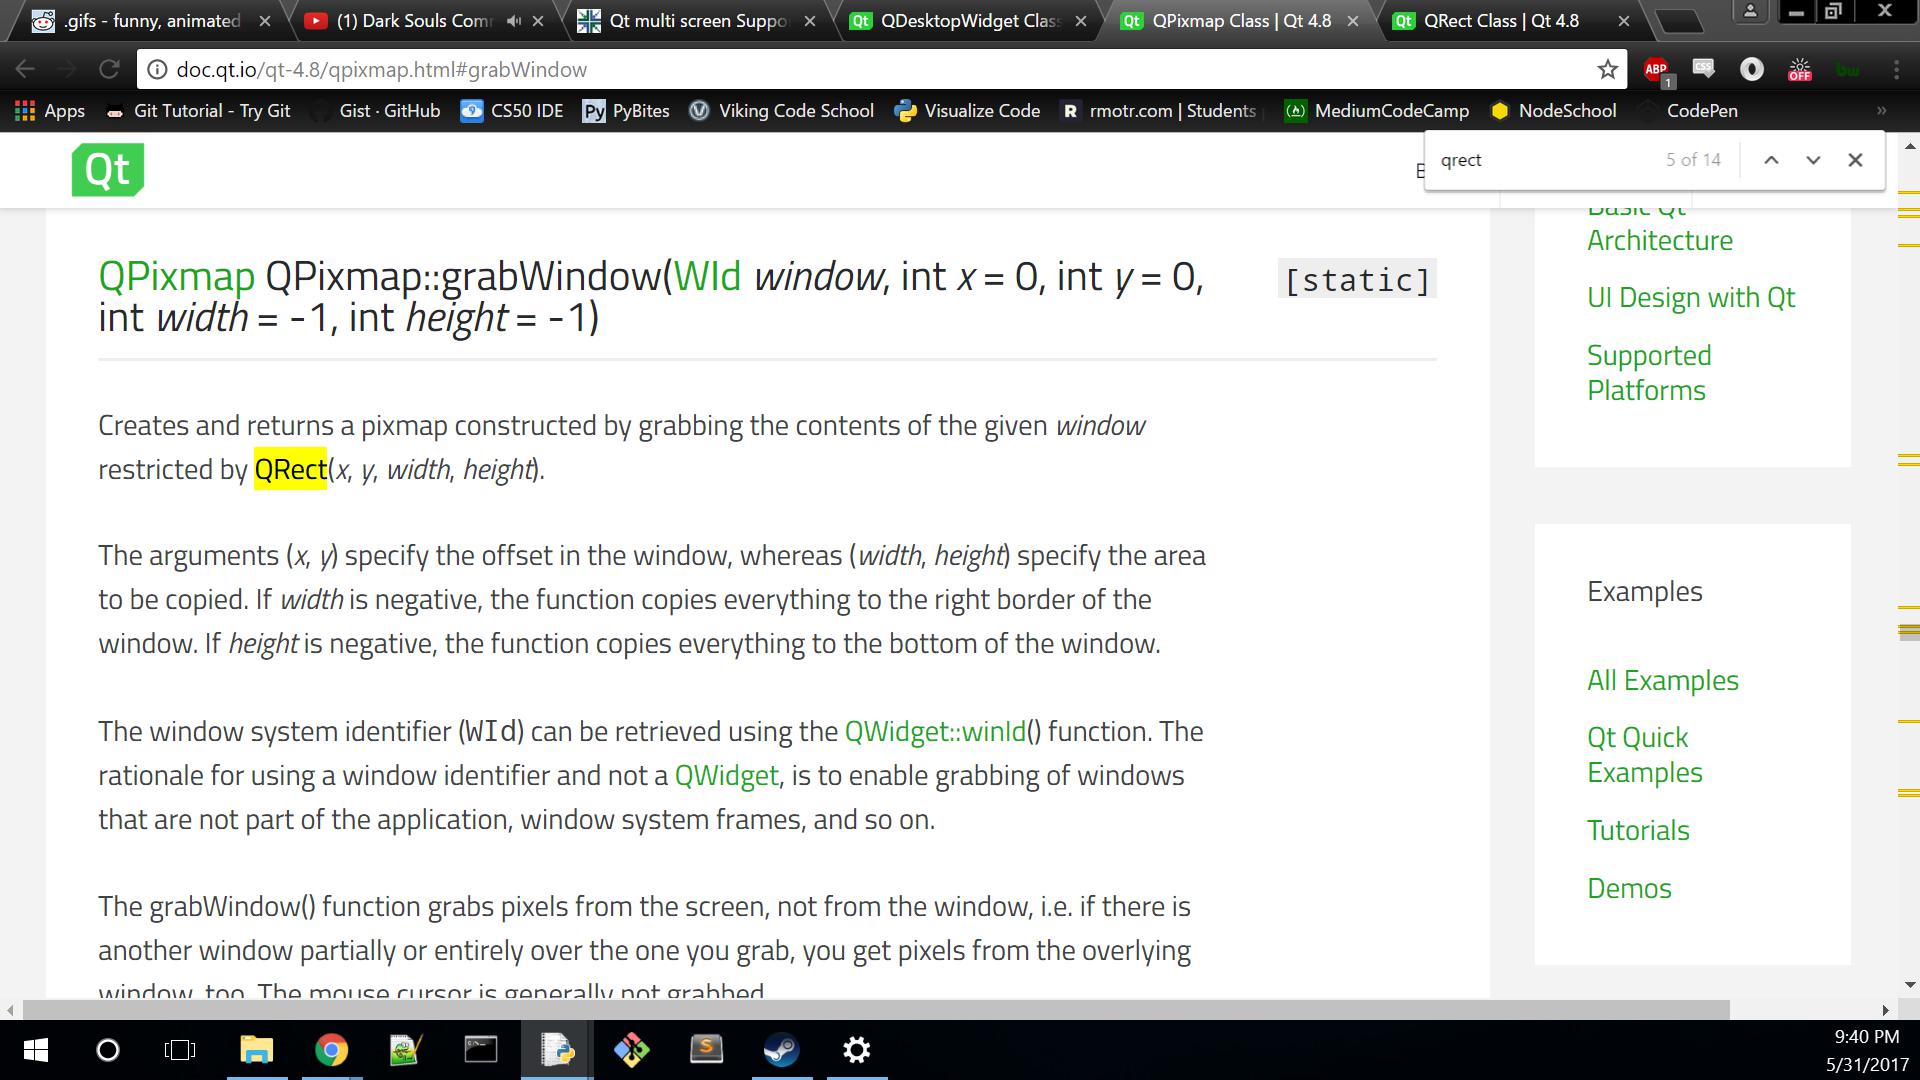 .gifs - funny, animated
(1) Dark Souls Com
Qt multi screen Suppo
QDesktopWidget Clas
QPixmap Class | Qt 4.8
QRect Class | Qt 4.8
doc.qt.io/qt-4.8/qpixmap.html#grabWindow
ABP
1
CSS
OFF
bw
Apps
Git Tutorial - Try Git
Gist · GitHub
CS50 IDE
Py PyBites
Viking Code School
Visualize Code
R rmotr.com | Students
MediumCodeCamp
NodeSchool
CodePen
»
qrect 5 of 14
Qt
QPixmap QPixmap::grabWindow(WId window, int x = 0, int y = 0,
int width = -1, int height = -1)
[static]
Creates and returns a pixmap constructed by grabbing the contents of the given window
restricted by QRect(x, y, width, height).
The arguments (x, y) specify the offset in the window, whereas (width, height) specify the area
to be copied. If width is negative, the function copies everything to the right border of the
window. If height is negative, the function copies everything to the bottom of the window.
The window system identifier (WId) can be retrieved using the QWidget::winId() function. The
rationale for using a window identifier and not a QWidget, is to enable grabbing of windows
that are not part of the application, window system frames, and so on.
The grabWindow() function grabs pixels from the screen, not from the window, i.e. if there is
another window partially or entirely over the one you grab, you get pixels from the overlying
window, too. The mouse cursor is generally not grabbed.
Basic Qt
Architecture
UI Design with Qt
Supported
Platforms
Examples
All Examples
Qt Quick
Examples
Tutorials
Demos
9:40 PM
5/31/2017